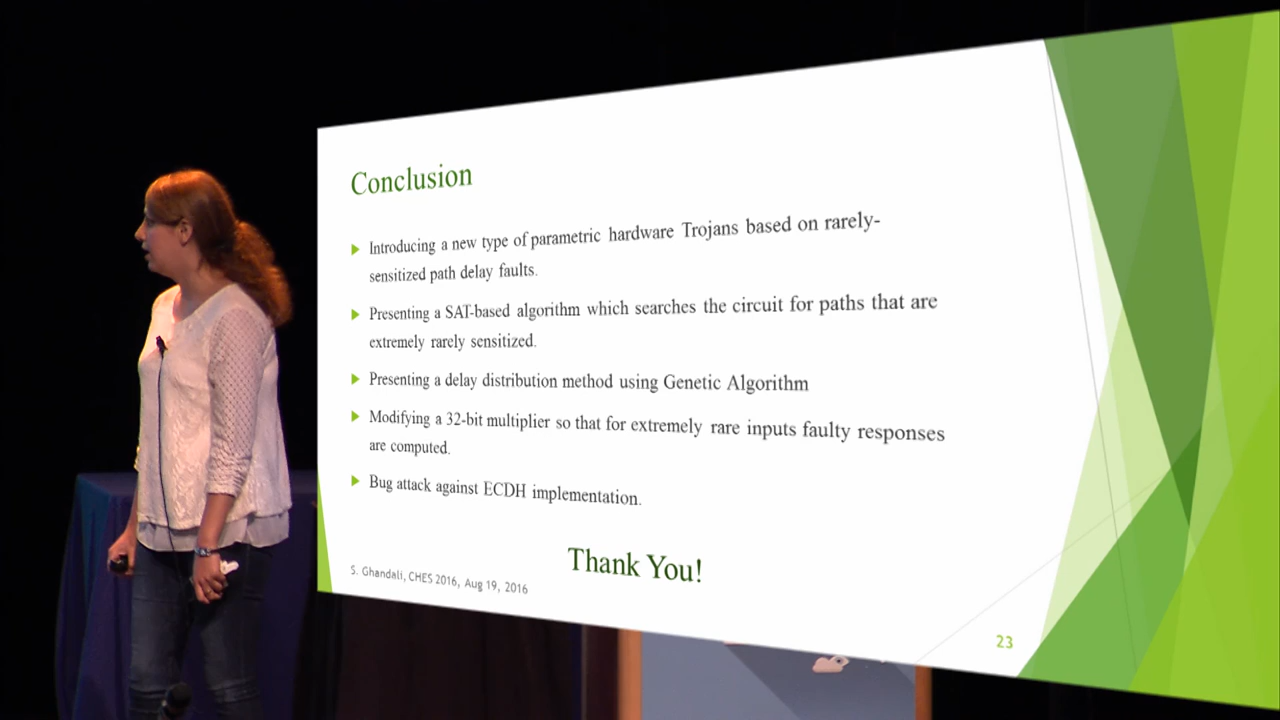 Conclusion
Introducing a new type of parametric hardware Trojans based on rarely-
sensitized path delay faults.
Presenting a SAT-based algorithm which searches the circuit for paths that are
extremely rarely sensitized.
Presenting a delay distribution method using Genetic Algorithm
Modifying a 32-bit multiplier so that for extremely rare inputs faulty responses
are computed.
Bug attack against ECDH implementation.
Thank You!
S. Ghandali, CHES 2016, Aug 19, 2016
23